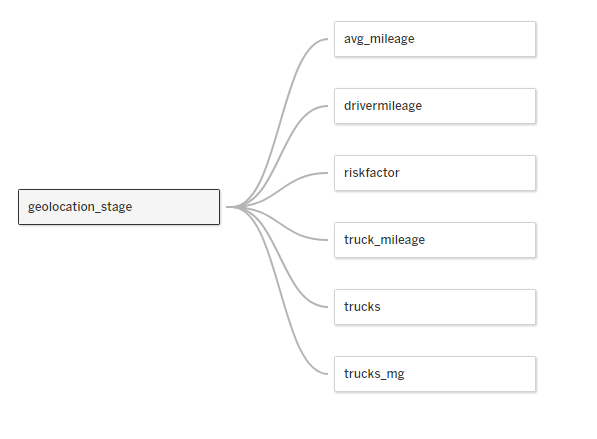 avg_mileage
drivermileage
riskfactor
geolocation_stage
truck_mileage
trucks
trucks_mg